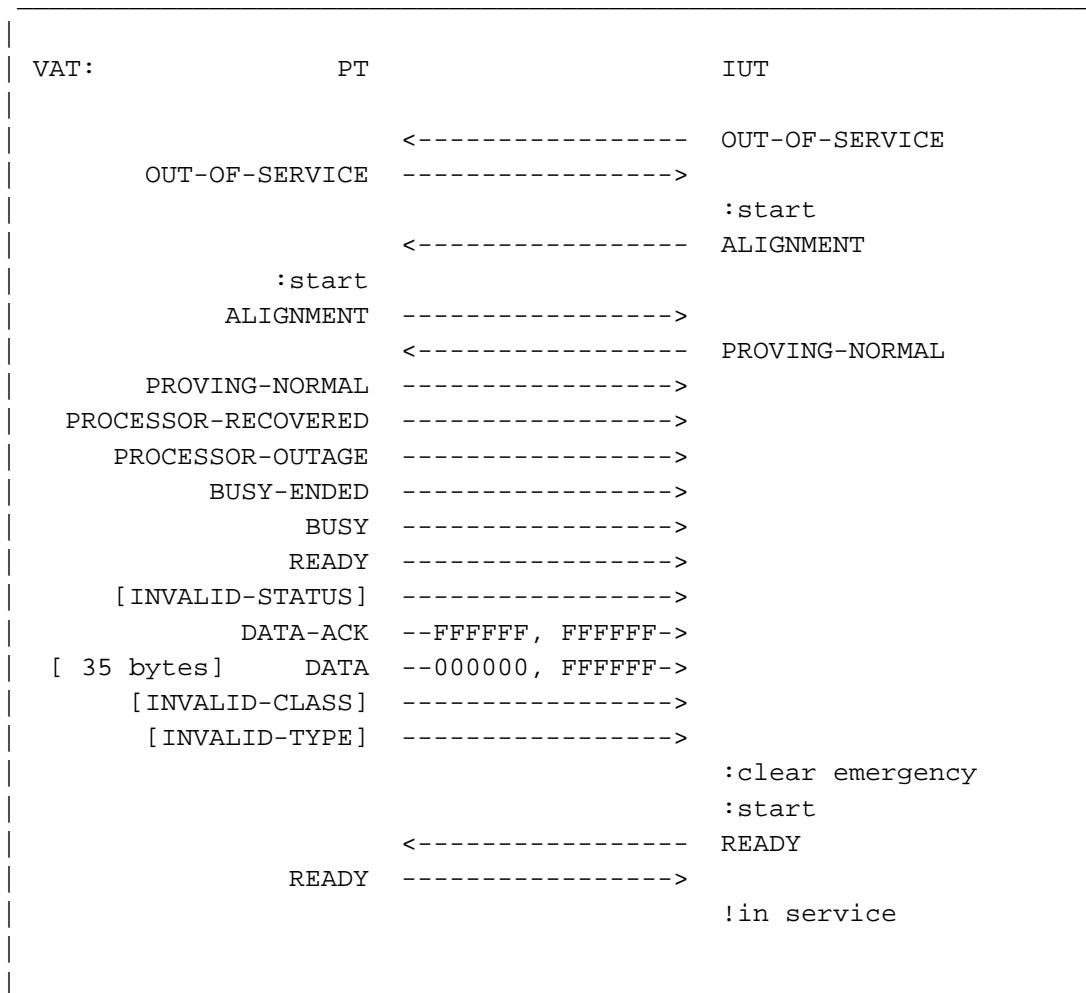 VAT: PT IUT
<----------------- OUT-OF-SERVICE
OUT-OF-SERVICE ----------------->
:start
<----------------- ALIGNMENT
:start
ALIGNMENT ----------------->
<----------------- PROVING-NORMAL
PROVING-NORMAL ----------------->
PROCESSOR-RECOVERED ----------------->
PROCESSOR-OUTAGE ----------------->
BUSY-ENDED ----------------->
BUSY ----------------->
READY ----------------->
[INVALID-STATUS] ----------------->
DATA-ACK --FFFFFF, FFFFFF->
[ 35 bytes] DATA --000000, FFFFFF->
[INVALID-CLASS] ----------------->
[INVALID-TYPE] ----------------->
:clear emergency
:start
<----------------- READY
READY ----------------->
!in service